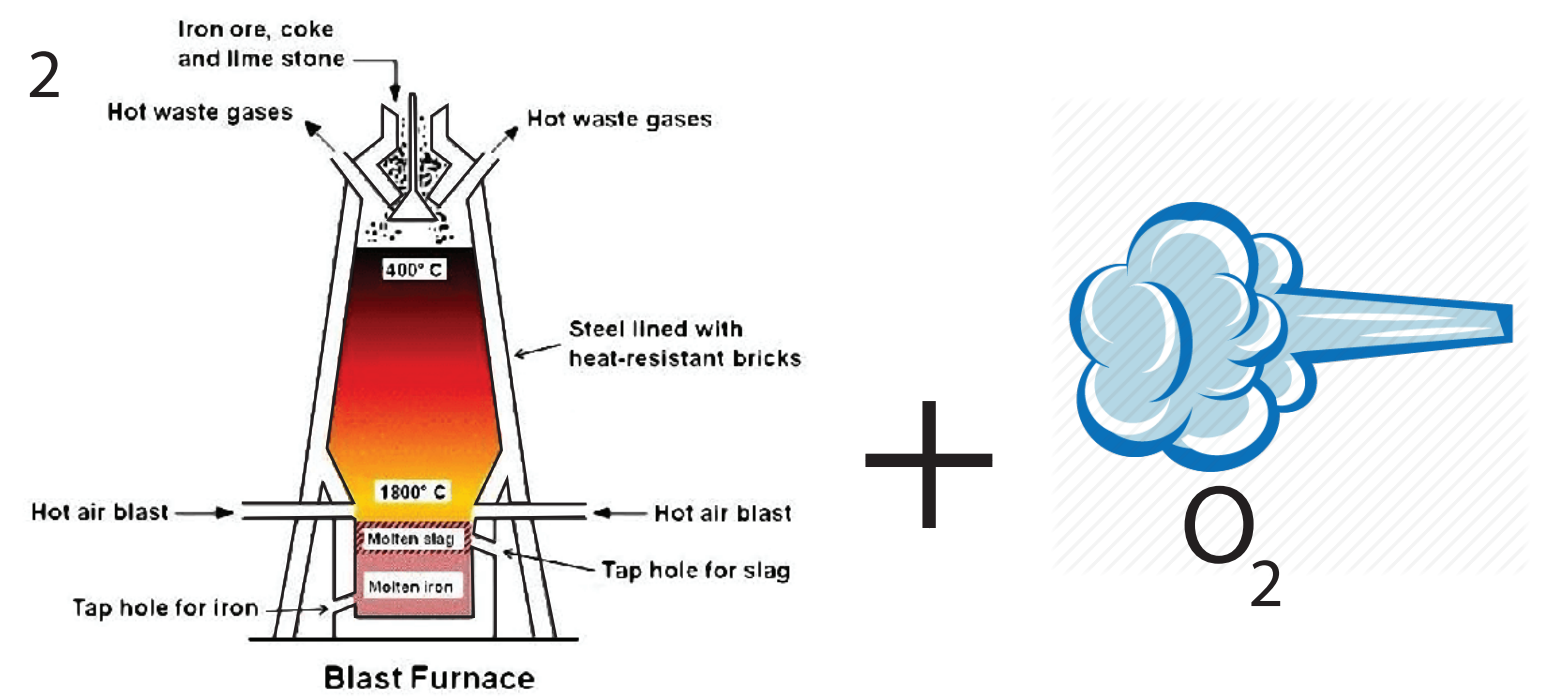 2
Iron ore, coke
and lime stone
Hot waste gases
Hot waste gases
400° C
Steel lined with
heat-resistant bricks
1800° C
Hot air blast
Hot air blast
Molten slag
Tap hole for slag
Molten iron
Tap hole for iron
Blast Furnace
+
O₂